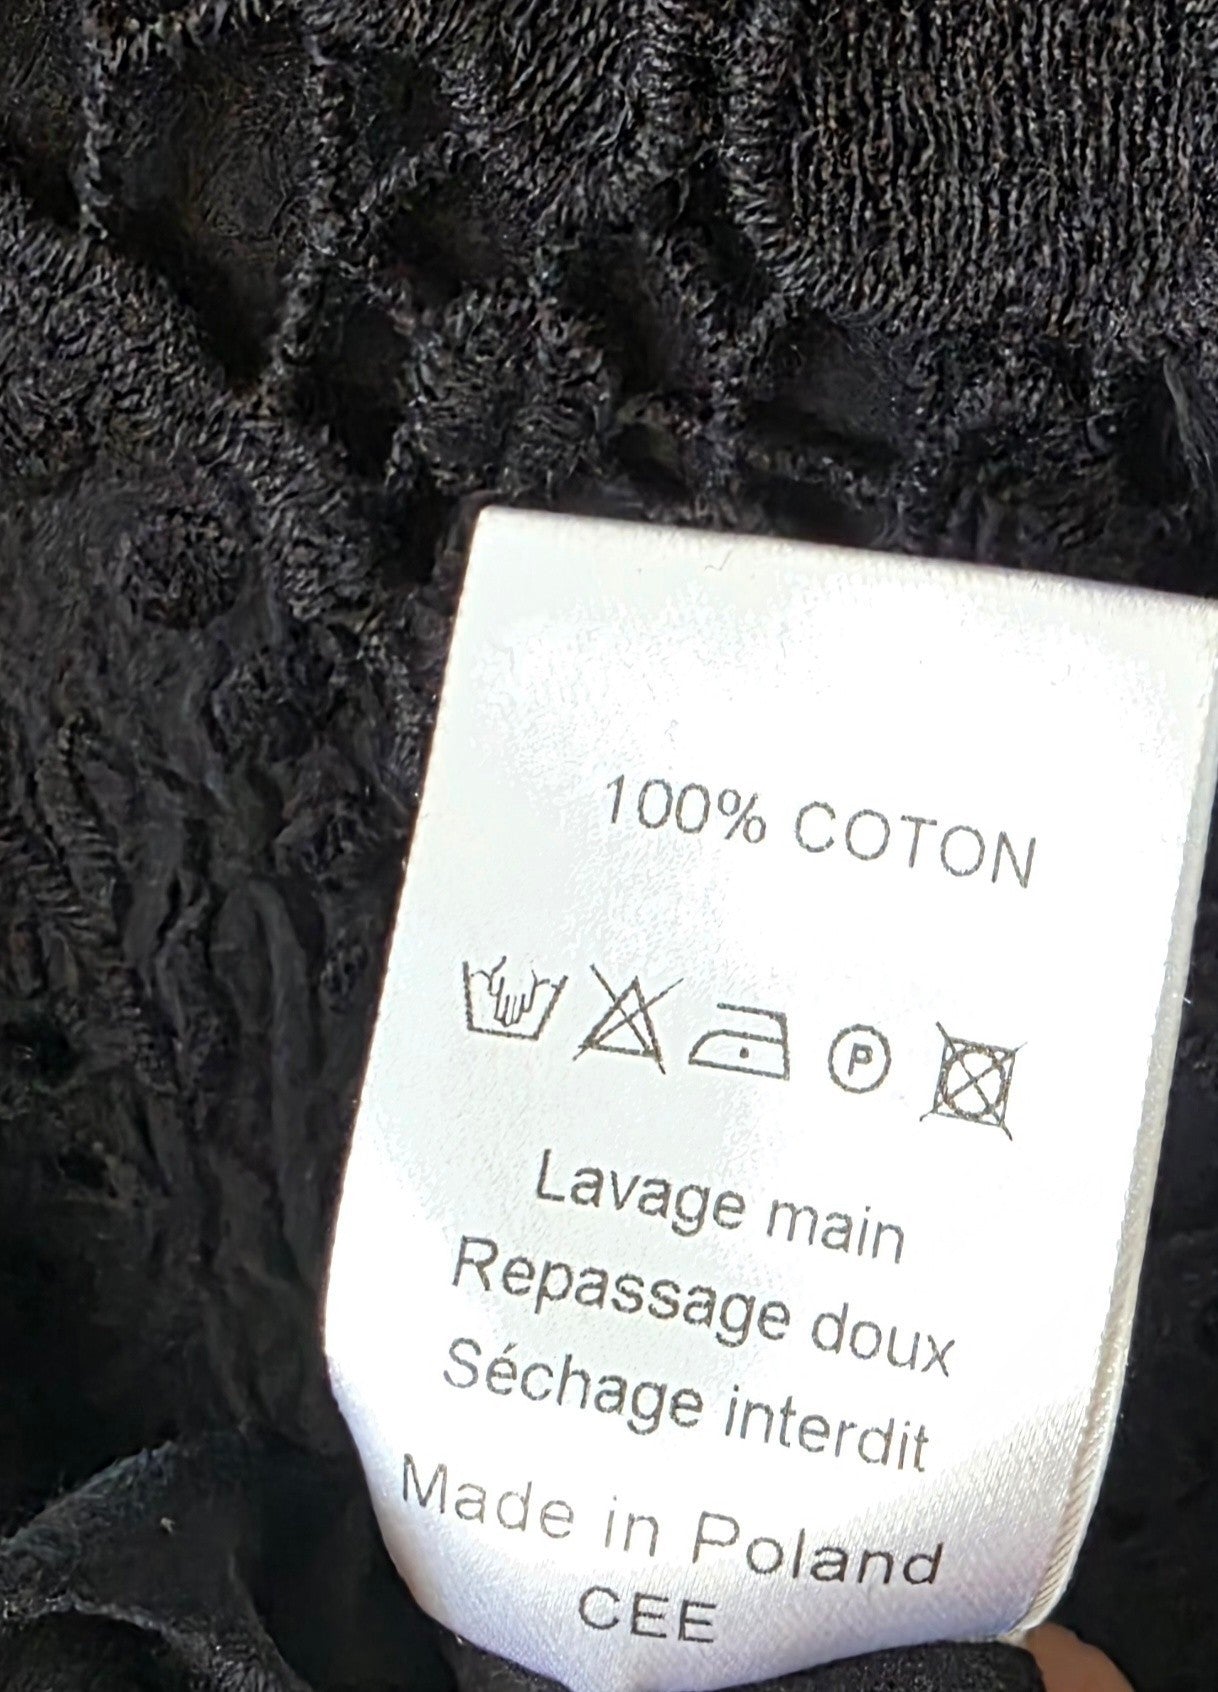 100% COTON
P
Lavage main
Repassage doux
Séchage interdit
Made in Poland
CEE